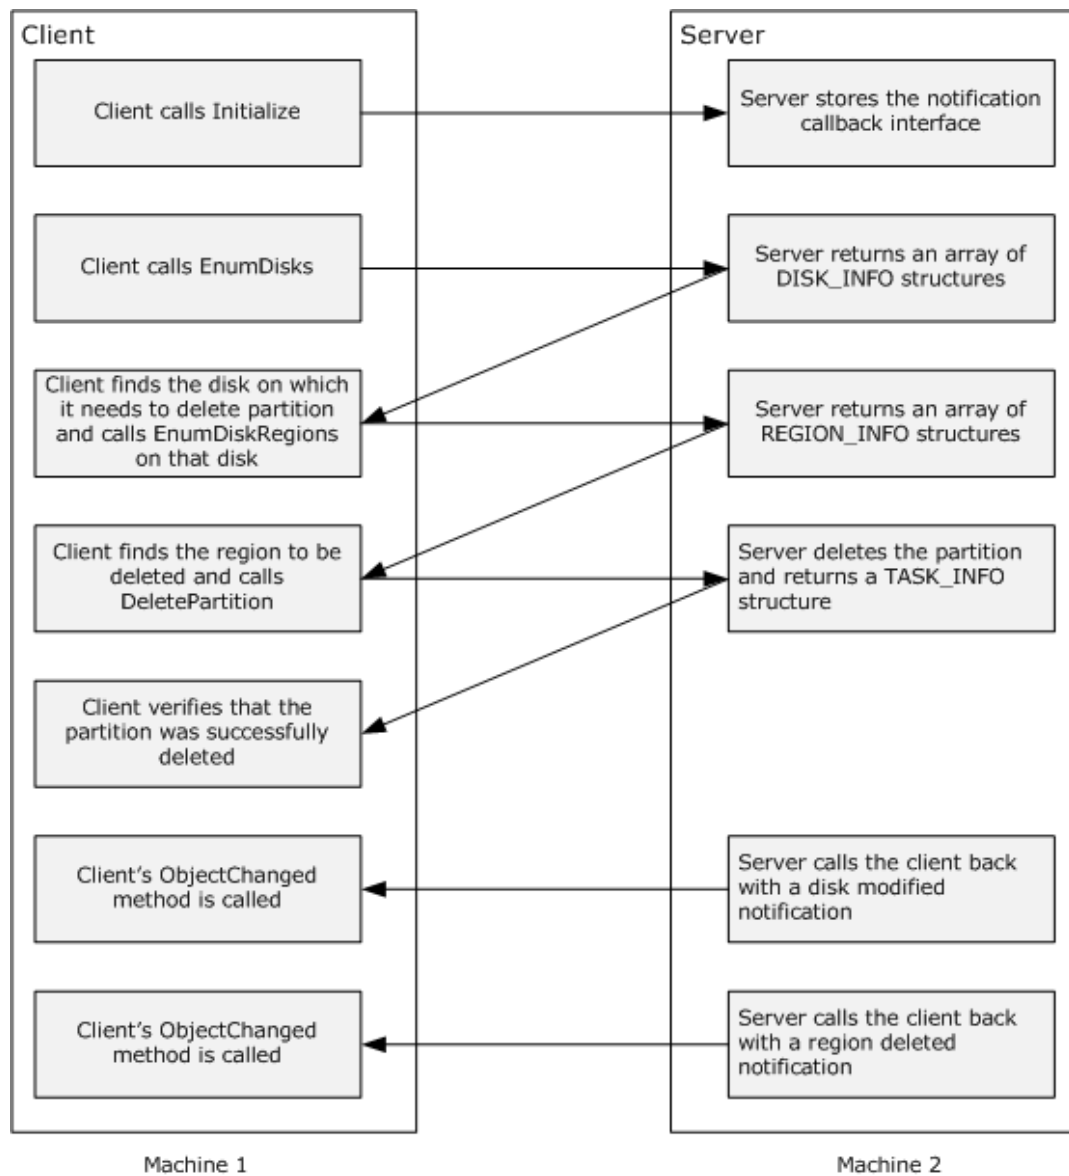 Client
Server
Client calls Initialize
Server stores the notification
callback interface
Client calls EnumDisks
Server returns an array of
DISK_INFO structures
Client finds the disk on which
it needs to delete partition
and calls EnumDiskRegions
on that disk
Server returns an array of
REGION_INFO structures
Client finds the region to be
deleted and calls
DeletePartition
Server deletes the partition
and returns a TASK_INFO
structure
Client verifies that the
partition was successfully
deleted
Client’s ObjectChanged
method is called
Server calls the client back
with a disk modified
notification
Client’s ObjectChanged
method is called
Server calls the client back
with a region deleted
notification
Machine 1
Machine 2